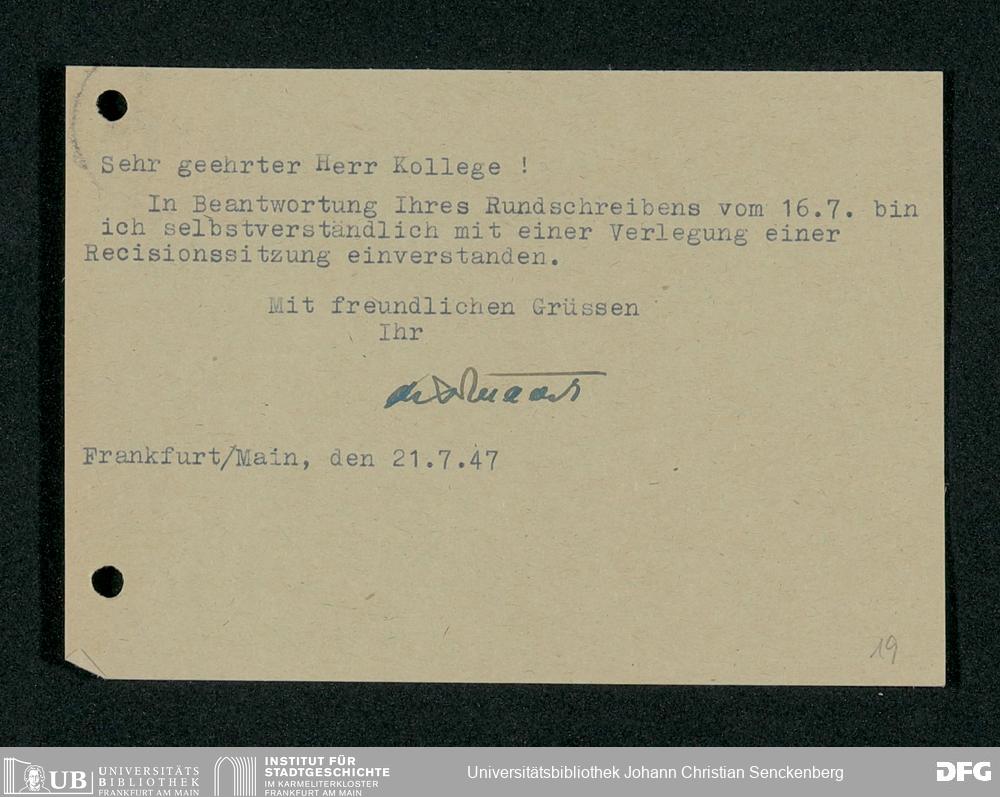 Sehr geehrter Herr Kollege !
In Beantwortung Ihres Rundschreibens vom 16.7. bin
ich selbstverständlich mit einer Verlegung einer
Recisionssitzung einverstanden.
Mit freundlichen Grüssen
Ihr
Frankfurt/Main, den 21.7.47
19
UB UNIVERSITÄTS
BIBLIOTHEK
FRANKFURT AM MAIN
INSTITUT FÜR
STADTGESCHICHTE
IM KARMELITERKLOSTER
FRANKFURT AM MAIN
Universitätsbibliothek Johann Christian Senckenberg
DFG